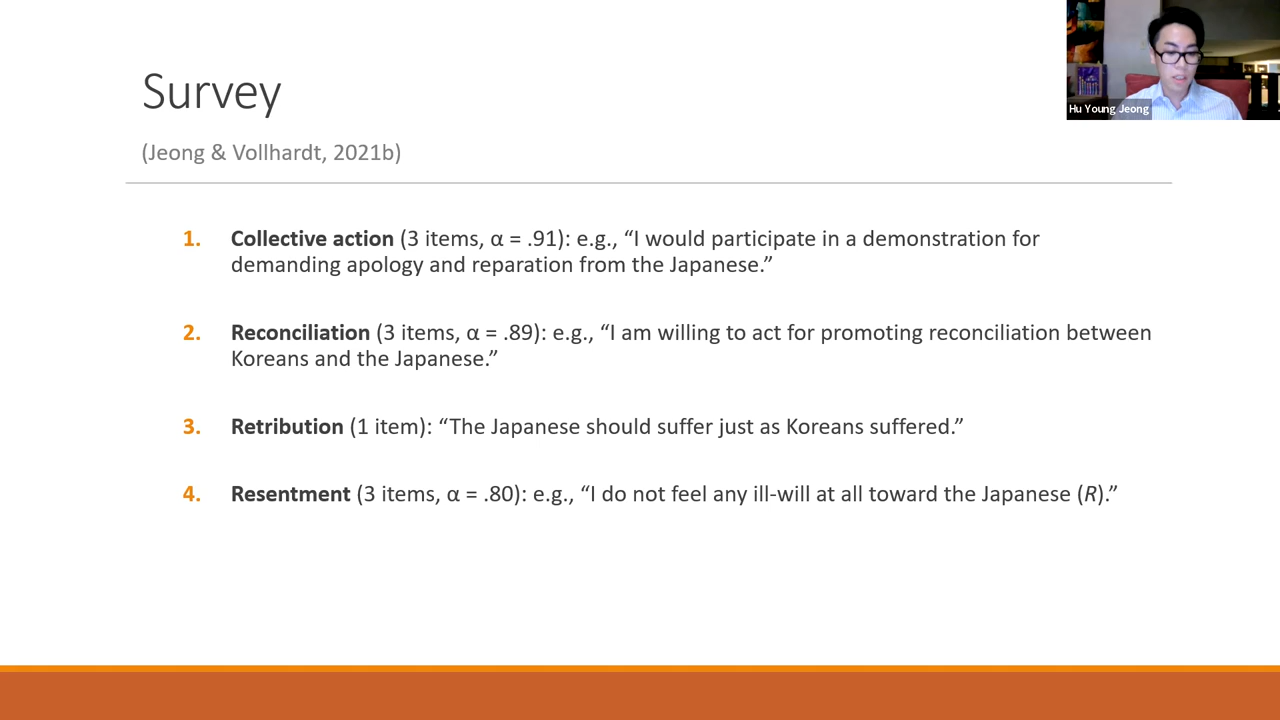 Survey
(Jeong & Vollhardt, 2021b)
Hu Young Jeong
1. Collective action (3 items, α = .91): e.g., “I would participate in a demonstration for
demanding apology and reparation from the Japanese.”
2. Reconciliation (3 items, α = .89): e.g., “I am willing to act for promoting reconciliation between
Koreans and the Japanese.”
3. Retribution (1 item): “The Japanese should suffer just as Koreans suffered.”
4. Resentment (3 items, α = .80): e.g., “I do not feel any ill-will at all toward the Japanese (R).”